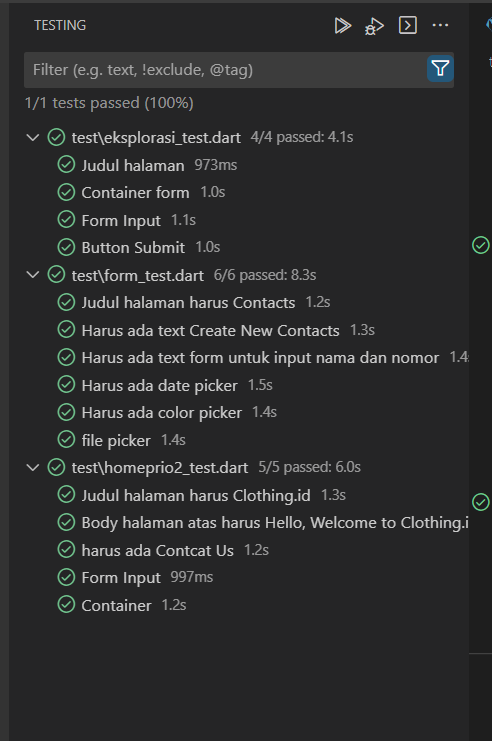 TESTING
Filter (e.g. text, !exclude, @tag)
1/1 tests passed (100%)
test\eksplorasi_test.dart 4/4 passed: 4.1s
Judul halaman 973ms
Container form 1.0s
Form Input 1.1s
Button Submit 1.0s
test\form_test.dart 6/6 passed: 8.3s
Judul halaman harus Contacts 1.2s
Harus ada text Create New Contacts 1.3s
Harus ada text form untuk input nama dan nomor 1.4
Harus ada date picker 1.5s
Harus ada color picker 1.4s
file picker 1.4s
test\homeprio2_test.dart 5/5 passed: 6.0s
Judul halaman harus Clothing.id 1.3s
Body halaman atas harus Hello, Welcome to Clothing.i
harus ada Contcat Us 1.2s
Form Input 997ms
Container 1.2s